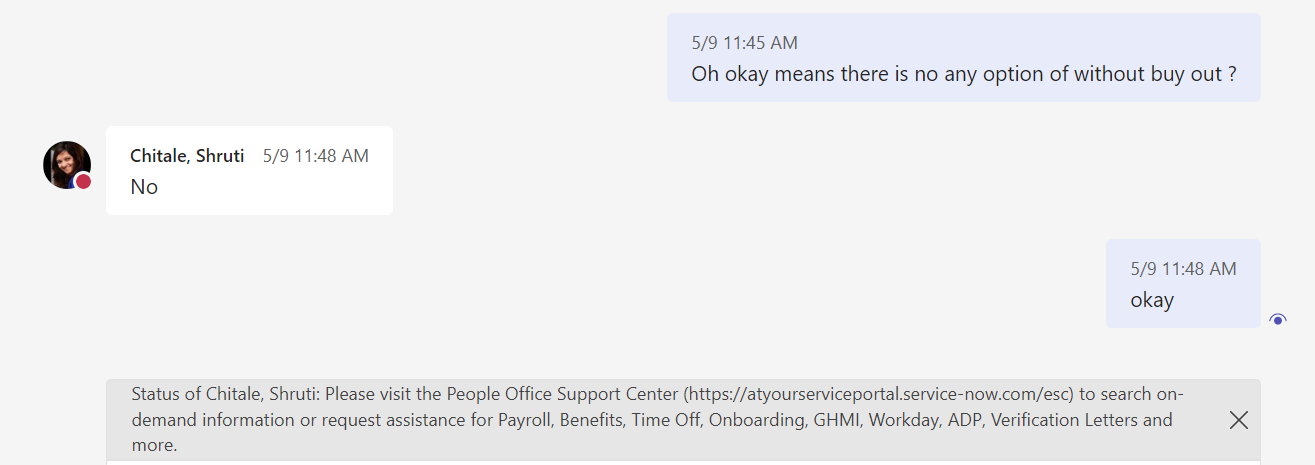 5/9 11:45 AM
Oh okay means there is no any option of without buy out ?
Chitale, Shruti 5/9 11:48 AM
No
5/9 11:48 AM
okay
Status of Chitale, Shruti: Please visit the People Office Support Center (https://atyourserviceportal.service-now.com/esc) to search on-
demand information or request assistance for Payroll, Benefits, Time Off, Onboarding, GHMI, Workday, ADP, Verification Letters and
more.